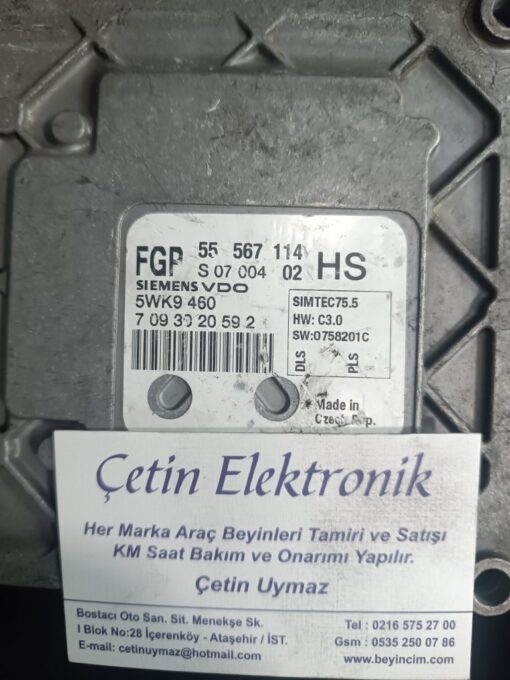 FGP 55 567 114 HS
S 07 004 02
SIEMENS VDO
5WK9 460
7 09 39 20 59 2
SIMTEC75.5
HW: C3.0
SW:0758201C
DLS
PLS
Made in
Czech Rep.
Çetin Elektronik
Her Marka Araç Beyinleri Tamiri ve Satışı
KM Saat Bakım ve Onarımı Yapılır.
Çetin Uymaz
Bostacı Oto San. Sit. Menekşe Sk.
I Blok No:28 İçerenköy - Ataşehir / İST.
E-mail: cetinuymaz@hotmail.com
Tel : 0216 575 27 00
Gsm : 0535 250 07 86
www.beyincim.com